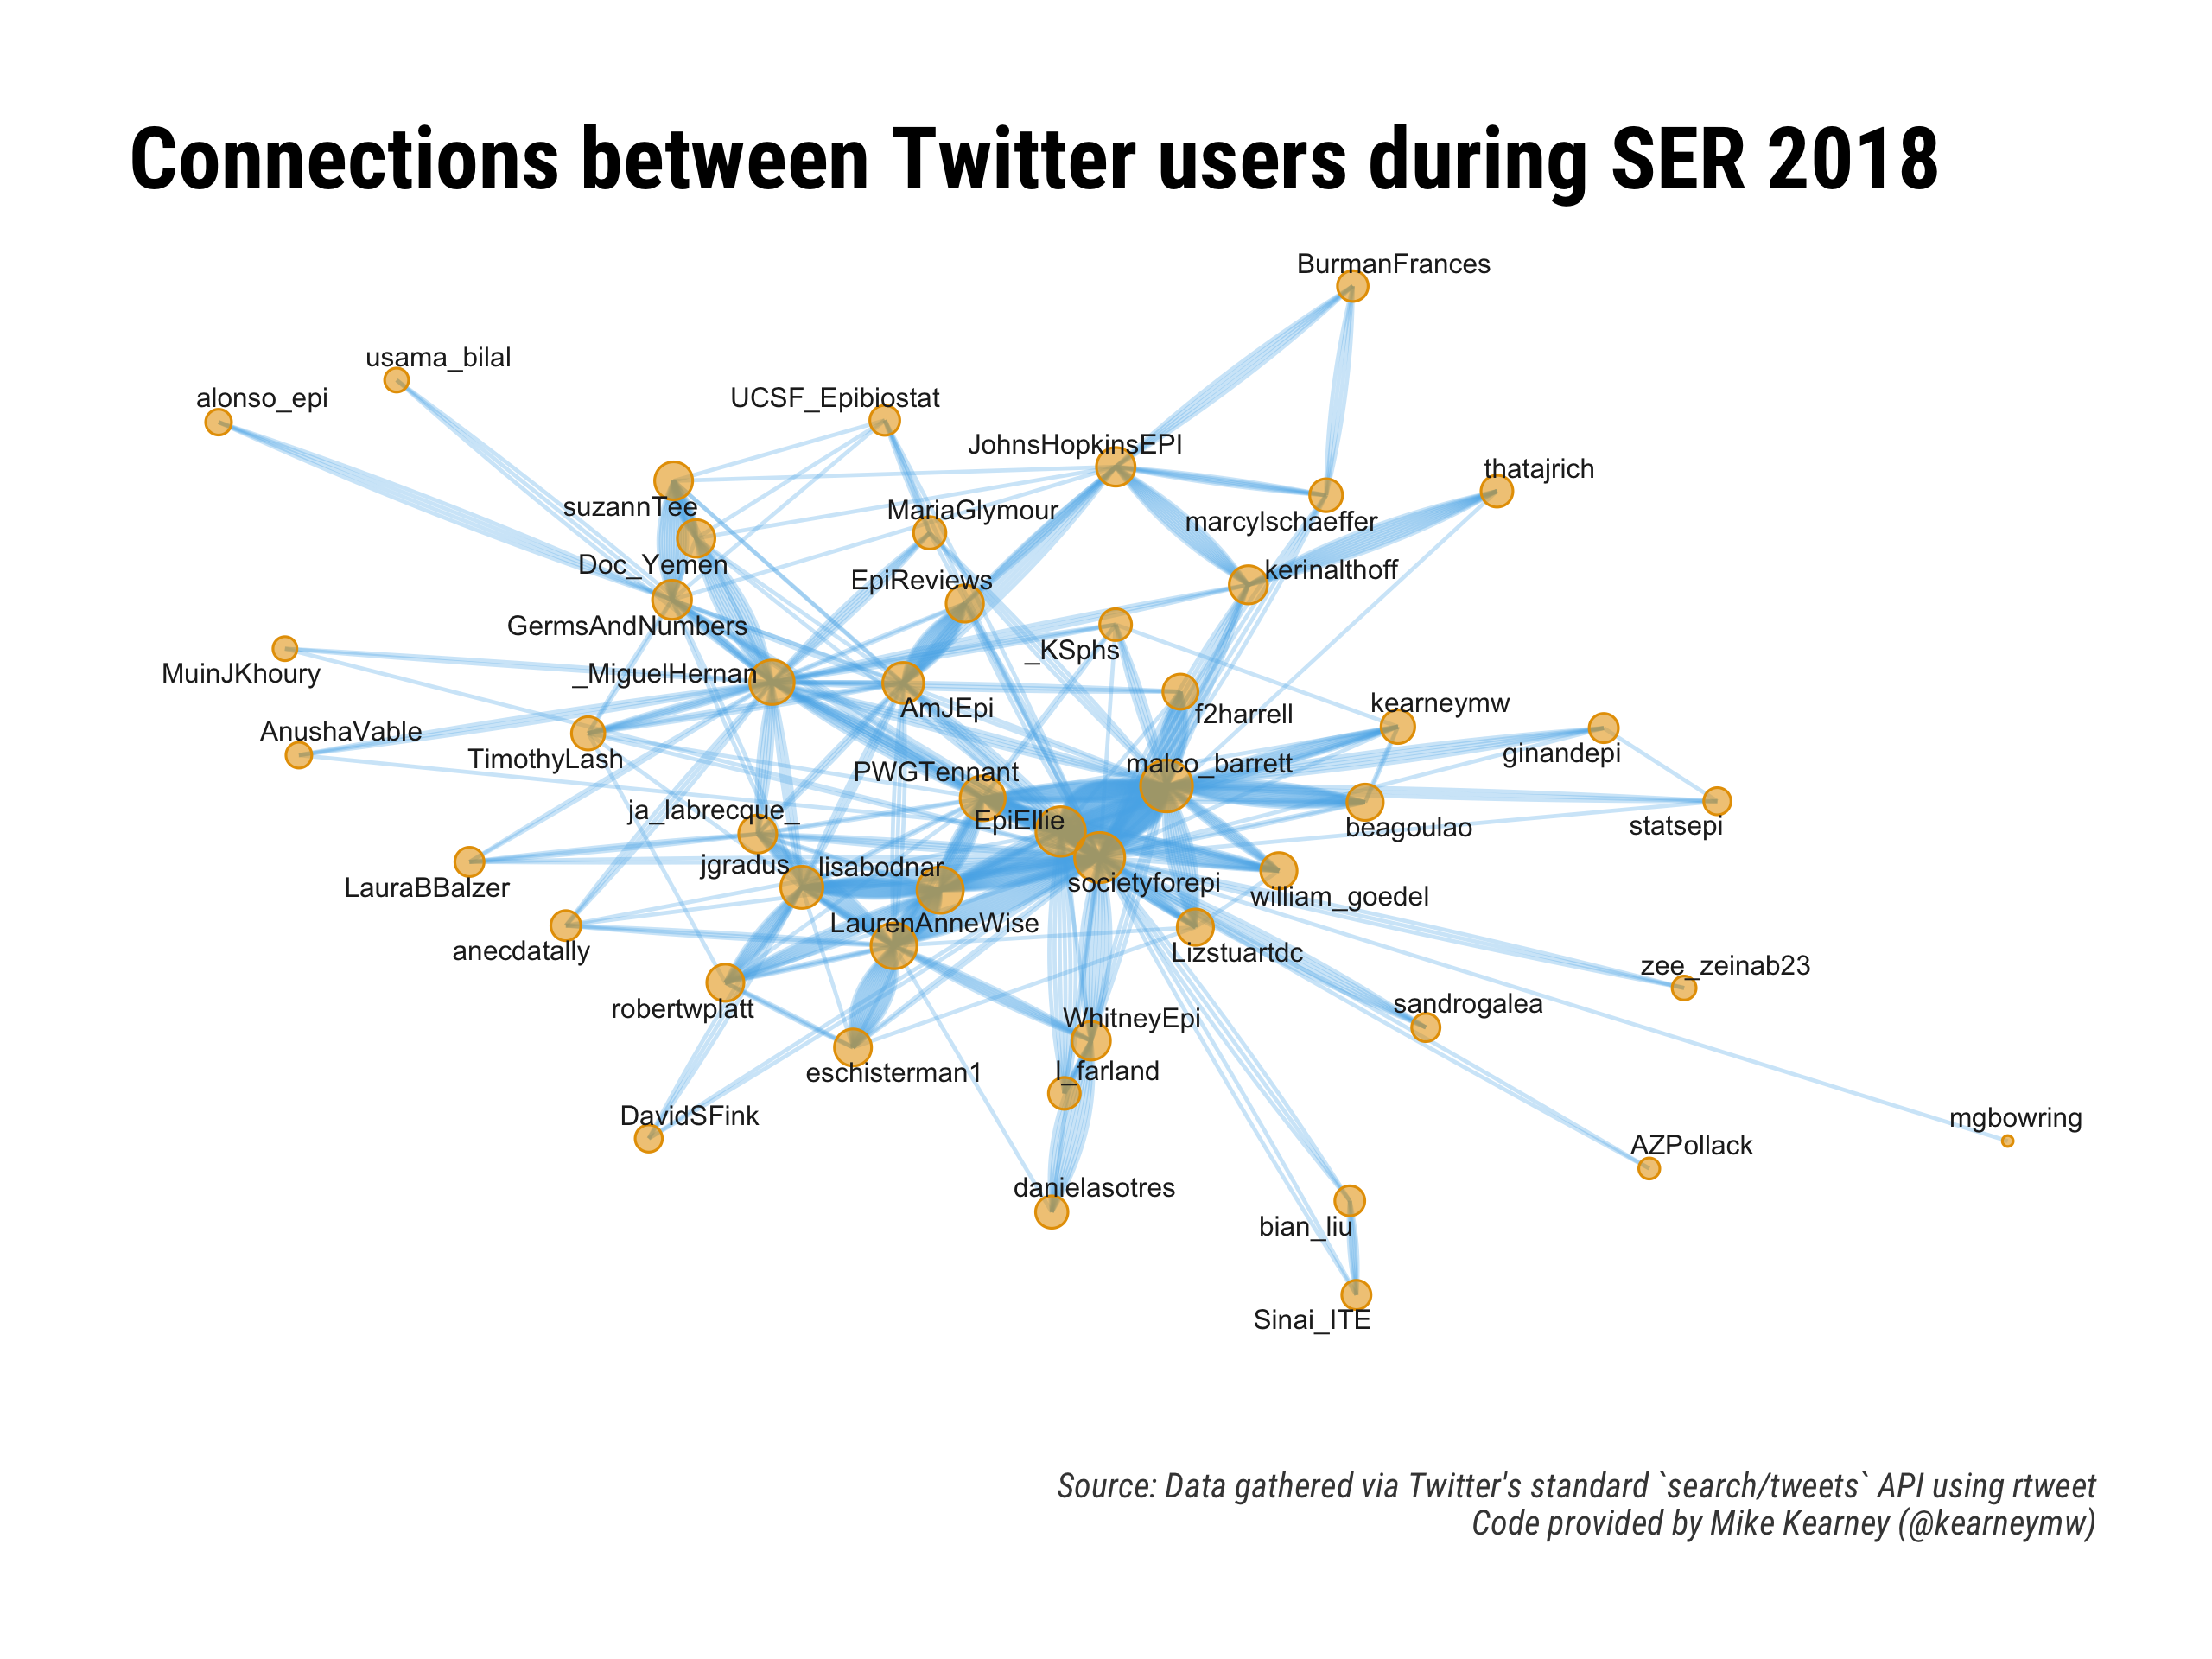 Connections between Twitter users during SER 2018
BurmanFrances
usama_bilal
alonso_epi
UCSF_Epibiostat
JohnsHopkinsEPI
thatajrich
suzannTee
MariaGlymour
marcylschaeffer
Doc_Yemen
EpiReviews
kerinalthoff
GermsAndNumbers
_KSphs
MuinJKhoury
_MiguelHernan
AmJEpi
f2harrell
kearneymw
AnushaVable
TimothyLash
ginandepi
PWGTennant
malco_barrett
ja_labrecque_
EpiEllie
beagoulao
statsepi
jgradus
lisabodnar
LauraBBalzer
societyforepi
william_goedel
LaurenAnneWise
anecdatally
Lizstuartdc
zee_zeinab23
robertwplatt
WhitneyEpi
sandrogalea
eschisterman1
l_farland
DavidSFink
mgbowring
AZPollack
danielasotres
bian_liu
Sinai_ITE
Source: Data gathered via Twitter's standard `search/tweets` API using rtweet
Code provided by Mike Kearney (@kearneymw)